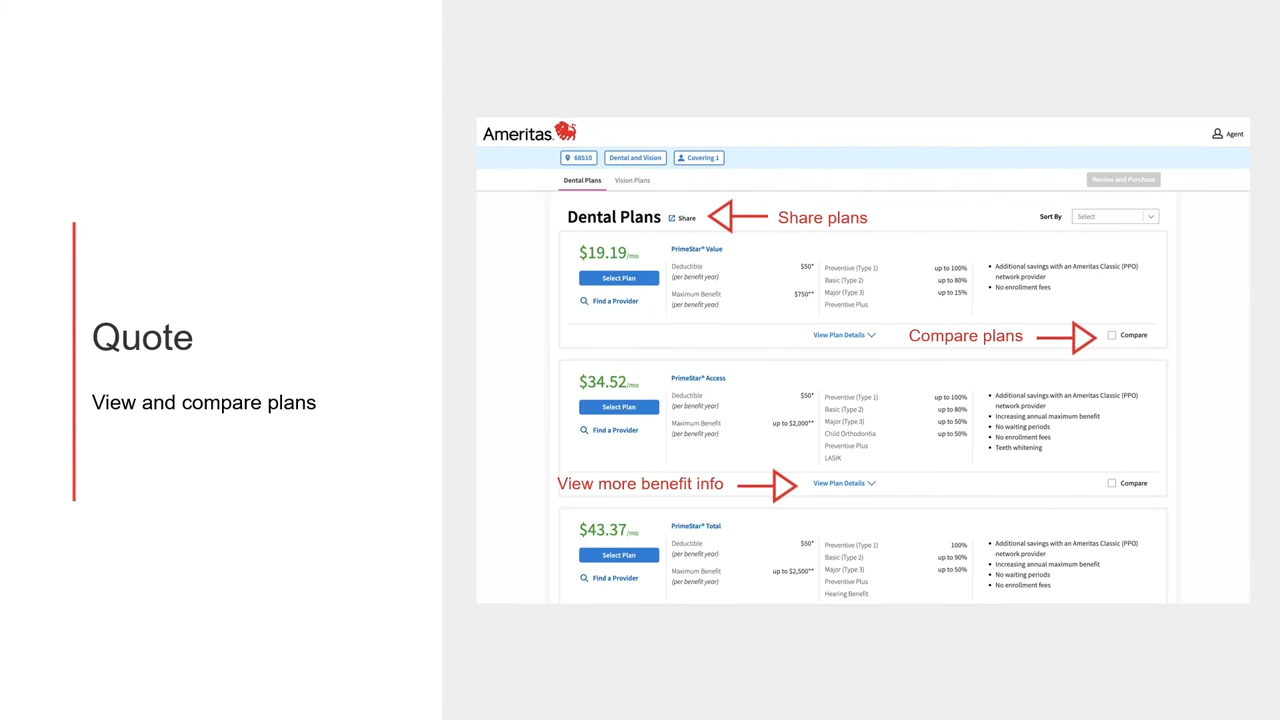 Quote
View and compare plans
Ameritas
Agent
68510
Dental and Vision
Covering 1
Dental Plans
Vision Plans
Review and Purchase
Dental Plans
Share
Share plans
Sort By
Select
$19.19/mo
Select Plan
Find a Provider
PrimeStar® Value
Deductible
(per benefit year)
$50*
Maximum Benefit
(per benefit year)
$750**
Preventive (Type 1) up to 100%
Basic (Type 2) up to 80%
Major (Type 3) up to 15%
Preventive Plus
Additional savings with an Ameritas Classic (PPO)
network provider
No enrollment fees
View Plan Details
Compare plans
Compare
$34.52/mo
Select Plan
Find a Provider
PrimeStar® Access
Deductible
(per benefit year)
$50*
Maximum Benefit
(per benefit year)
up to $2,000**
Preventive (Type 1) up to 100%
Basic (Type 2) up to 80%
Major (Type 3) up to 50%
Child Orthodontia up to 50%
Preventive Plus
LASIK
Additional savings with an Ameritas Classic (PPO)
network provider
Increasing annual maximum benefit
No waiting periods
No enrollment fees
Teeth whitening
View more benefit info
View Plan Details
Compare
$43.37/mo
Select Plan
Find a Provider
PrimeStar® Total
Deductible
(per benefit year)
$50*
Maximum Benefit
(per benefit year)
up to $2,500**
Preventive (Type 1) 100%
Basic (Type 2) up to 90%
Major (Type 3) up to 50%
Preventive Plus
Hearing Benefit
Additional savings with an Ameritas Classic (PPO)
network provider
Increasing annual maximum benefit
No waiting periods
No enrollment fees